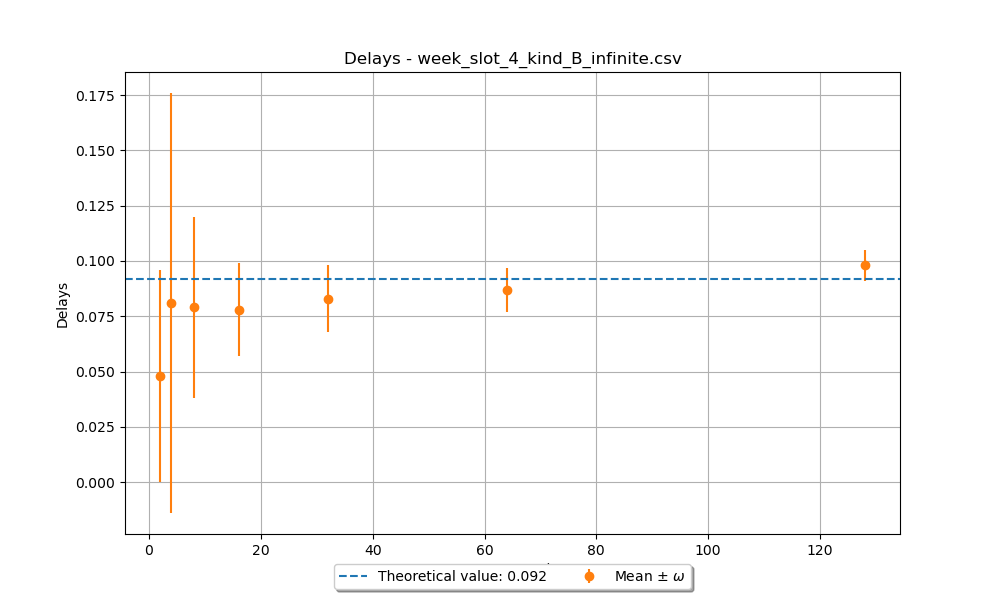 Delays - week_slot_4_kind_B_infinite.csv
0.175
0.150
0.125
0.100
0.075
0.050
0.025
0.000
Delays
0 20 40 60 80 100 120
Theoretical value: 0.092 Mean ± ω